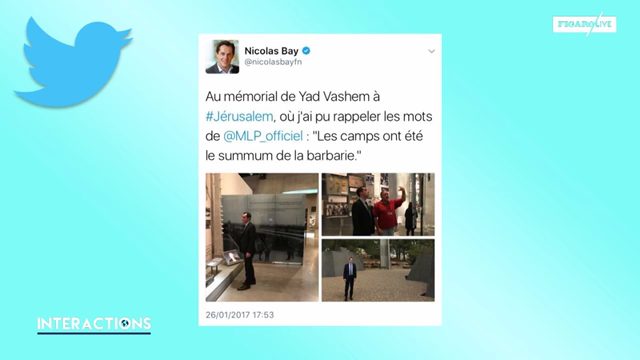 FIGARO LIVE
Nicolas Bay
@nicolasbayfn
Au mémorial de Yad Vashem à
#Jérusalem, où j'ai pu rappeler les mots
de @MLP_officiel : "Les camps ont été
le summum de la barbarie."
26/01/2017 17:53
INTERACTIONS